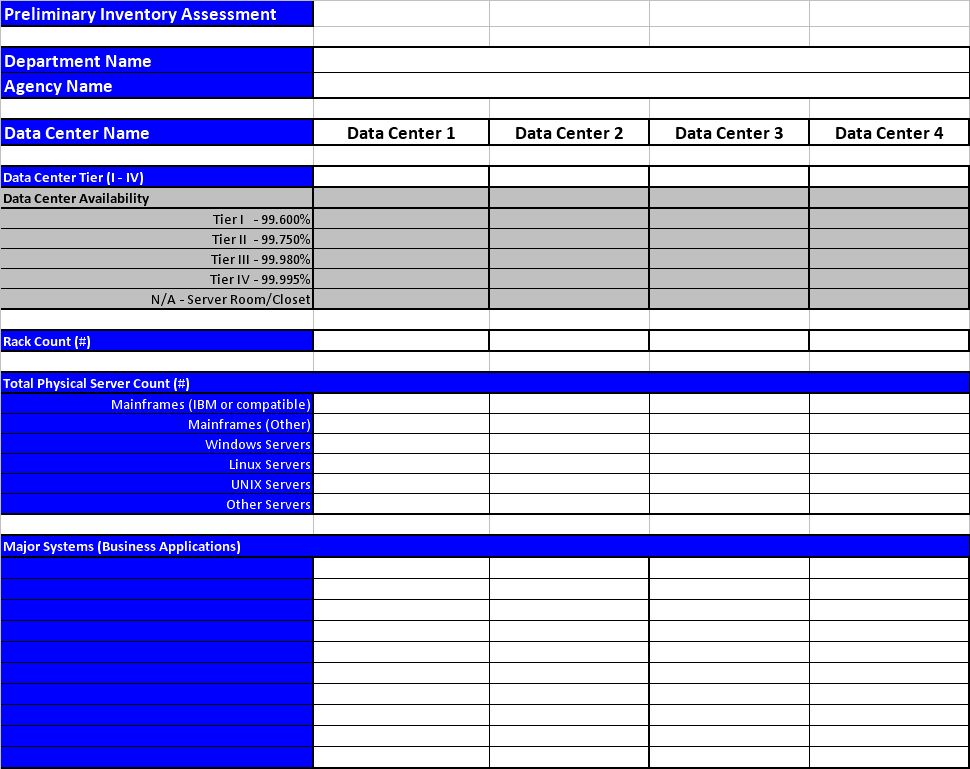 Preliminary Inventory Assessment
Department Name
Agency Name
Data Center Name Data Center 1 Data Center 2 Data Center 3 Data Center 4
Data Center Tier (I - IV)
Data Center Availability
Tier I - 99.600%
Tier II - 99.750%
Tier III - 99.980%
Tier IV - 99.995%
N/A - Server Room/Closet
Rack Count (#)
Total Physical Server Count (#)
Mainframes (IBM or compatible)
Mainframes (Other)
Windows Servers
Linux Servers
UNIX Servers
Other Servers
Major Systems (Business Applications)